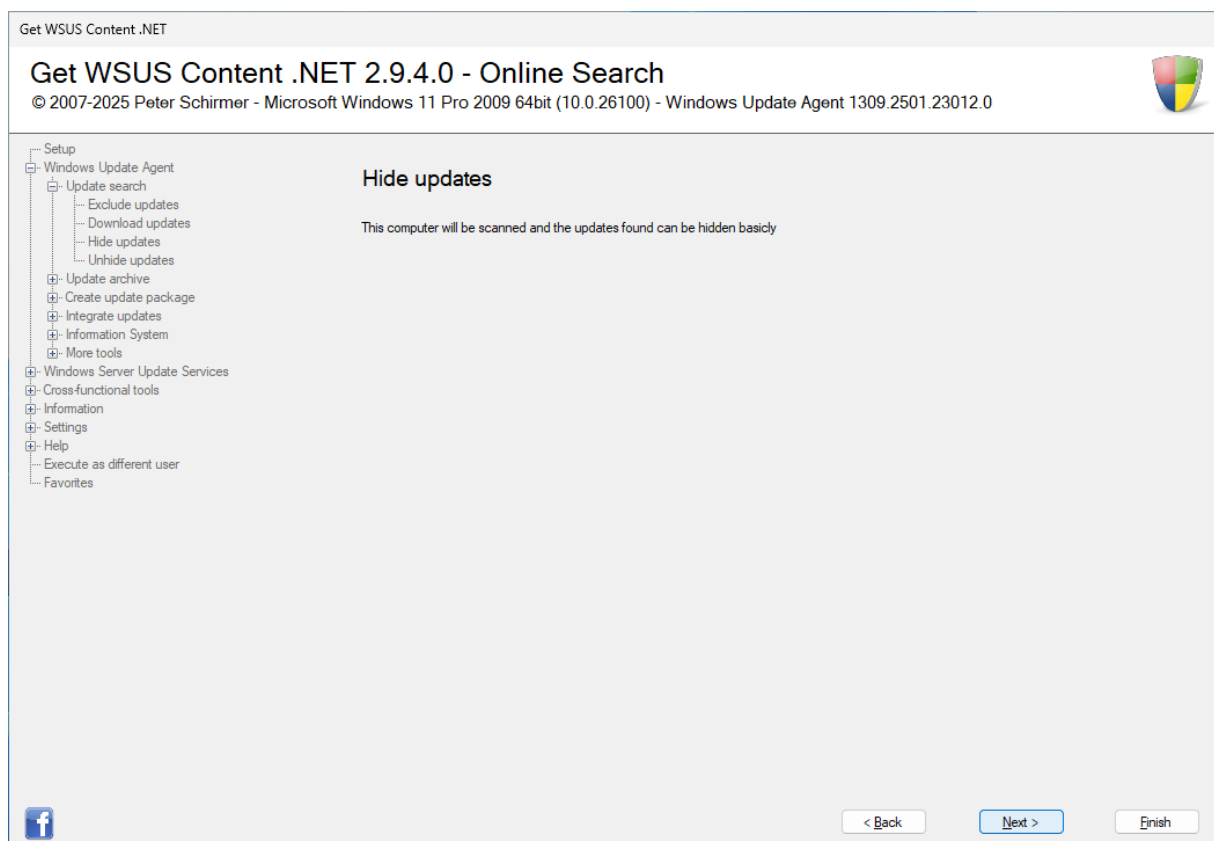 Get WSUS Content .NET
Get WSUS Content .NET 2.9.4.0 - Online Search
© 2007-2025 Peter Schirmer - Microsoft Windows 11 Pro 2009 64bit (10.0.26100) - Windows Update Agent 1309.2501.23012.0
Setup
Windows Update Agent
Update search
Exclude updates
Download updates
Hide updates
Unhide updates
Update archive
Create update package
Integrate updates
Information System
More tools
Windows Server Update Services
Cross-functional tools
Information
Settings
Help
Execute as different user
Favorites
Hide updates
This computer will be scanned and the updates found can be hidden basicly
f
< Back
Next >
Finish